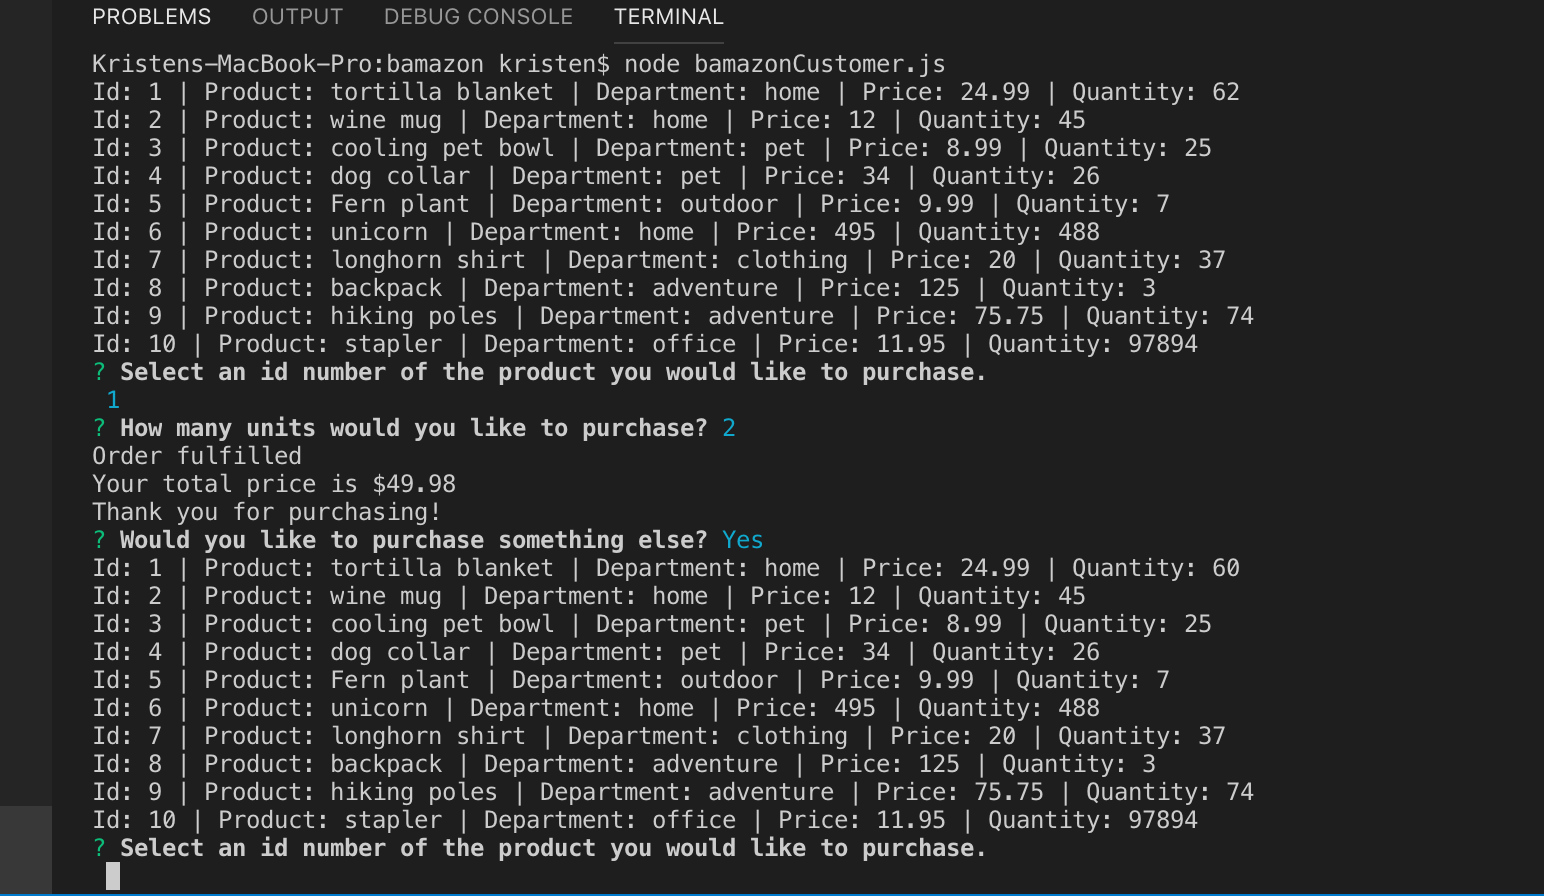 PROBLEMS OUTPUT DEBUG CONSOLE TERMINAL
Kristens-MacBook-Pro:bamazon kristen$ node bamazonCustomer.js
Id: 1 | Product: tortilla blanket | Department: home | Price: 24.99 | Quantity: 62
Id: 2 | Product: wine mug | Department: home | Price: 12 | Quantity: 45
Id: 3 | Product: cooling pet bowl | Department: pet | Price: 8.99 | Quantity: 25
Id: 4 | Product: dog collar | Department: pet | Price: 34 | Quantity: 26
Id: 5 | Product: Fern plant | Department: outdoor | Price: 9.99 | Quantity: 7
Id: 6 | Product: unicorn | Department: home | Price: 495 | Quantity: 488
Id: 7 | Product: longhorn shirt | Department: clothing | Price: 20 | Quantity: 37
Id: 8 | Product: backpack | Department: adventure | Price: 125 | Quantity: 3
Id: 9 | Product: hiking poles | Department: adventure | Price: 75.75 | Quantity: 74
Id: 10 | Product: stapler | Department: office | Price: 11.95 | Quantity: 97894
? Select an id number of the product you would like to purchase.
1
? How many units would you like to purchase? 2
Order fulfilled
Your total price is $49.98
Thank you for purchasing!
? Would you like to purchase something else? Yes
Id: 1 | Product: tortilla blanket | Department: home | Price: 24.99 | Quantity: 60
Id: 2 | Product: wine mug | Department: home | Price: 12 | Quantity: 45
Id: 3 | Product: cooling pet bowl | Department: pet | Price: 8.99 | Quantity: 25
Id: 4 | Product: dog collar | Department: pet | Price: 34 | Quantity: 26
Id: 5 | Product: Fern plant | Department: outdoor | Price: 9.99 | Quantity: 7
Id: 6 | Product: unicorn | Department: home | Price: 495 | Quantity: 488
Id: 7 | Product: longhorn shirt | Department: clothing | Price: 20 | Quantity: 37
Id: 8 | Product: backpack | Department: adventure | Price: 125 | Quantity: 3
Id: 9 | Product: hiking poles | Department: adventure | Price: 75.75 | Quantity: 74
Id: 10 | Product: stapler | Department: office | Price: 11.95 | Quantity: 97894
? Select an id number of the product you would like to purchase.